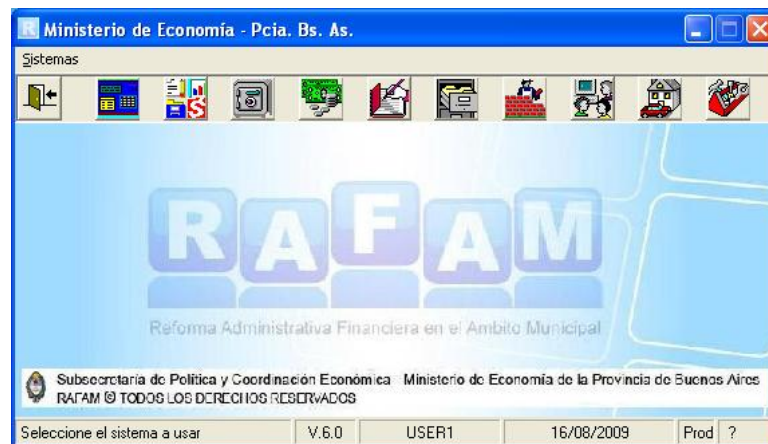 R Ministerio de Economía - Pcia. Bs. As.
Sistemas
RAFAM
Reforma Administrativa Financiera en el Ambito Municipal
Subsecretaría de Política y Coordinación Económica - Ministerio de Economía de la Provincia de Buenos Aires
RAFAM © TODOS LOS DERECHOS RESERVADOS
Seleccione el sistema a usar V.6.0 USER1 16/08/2009 Prod ?